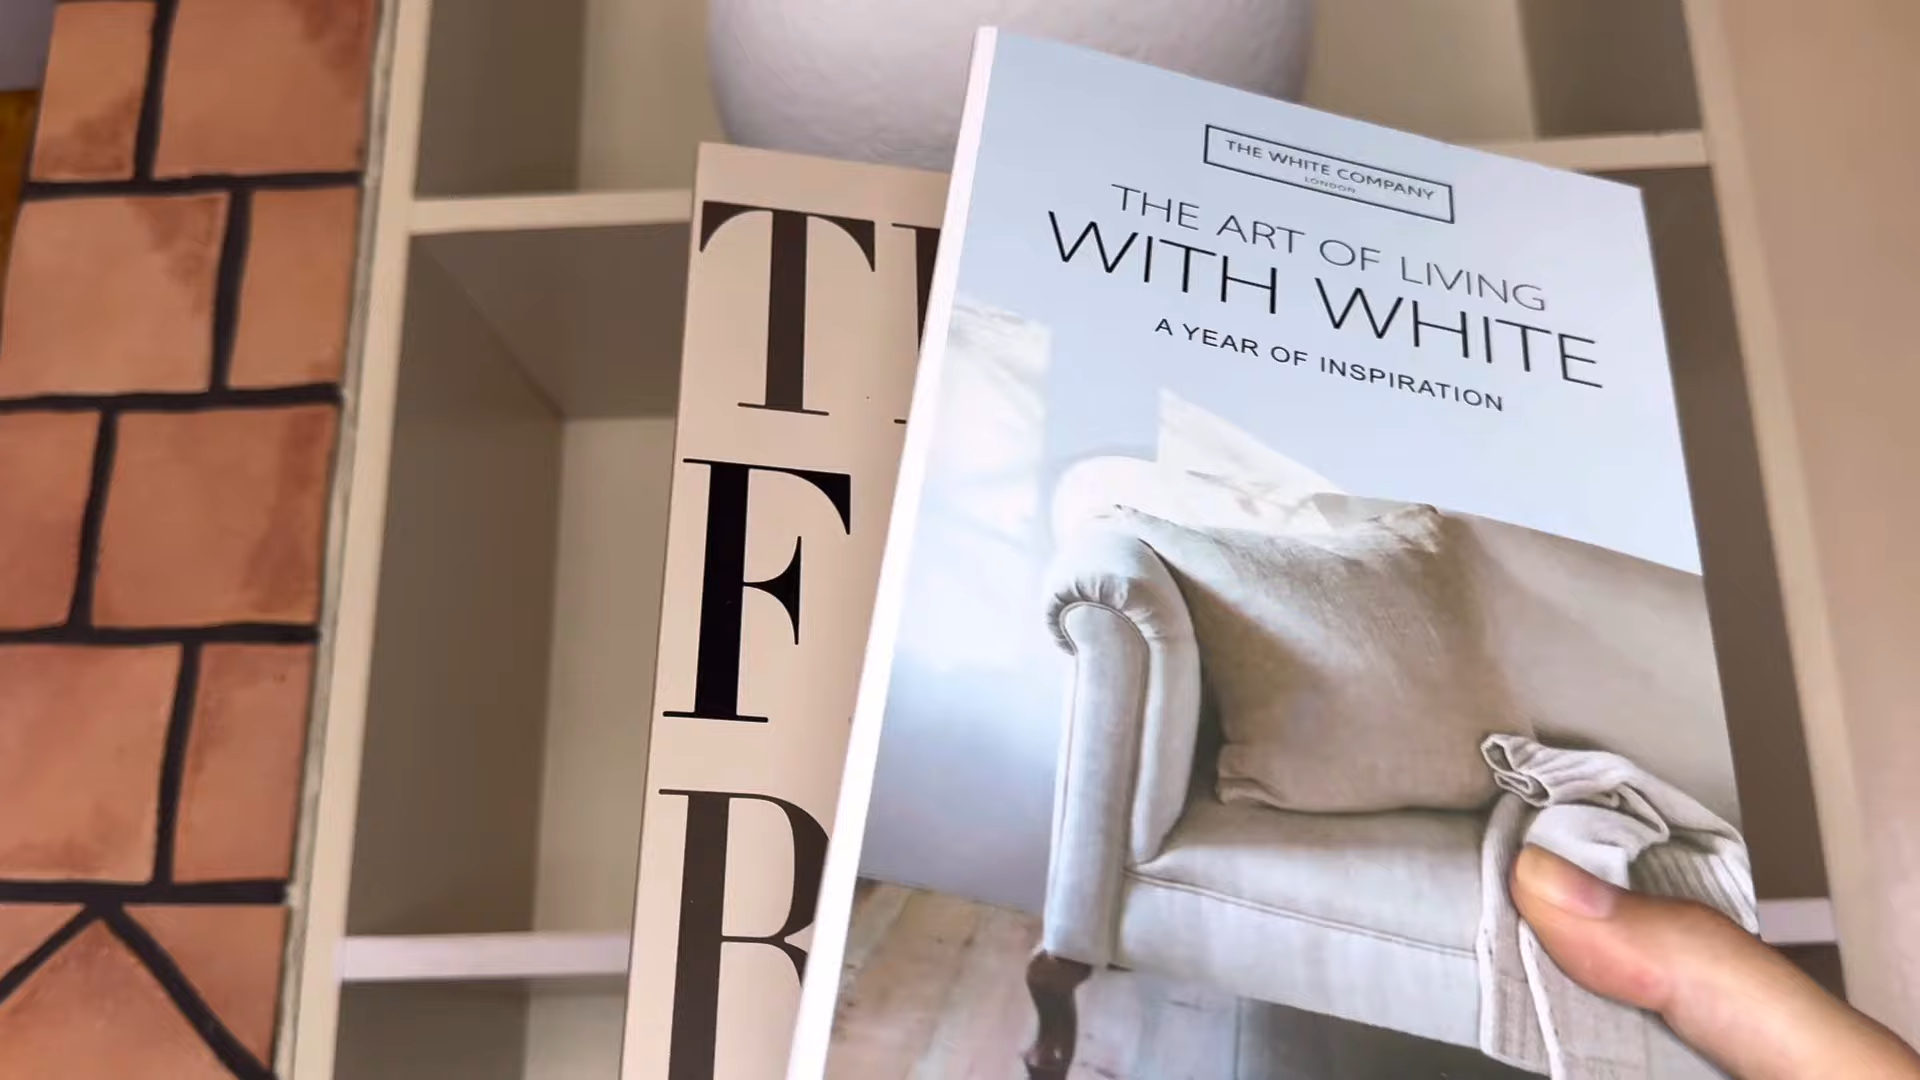 THE WHITE COMPANY
LONDON
THE ART OF LIVING
WITH WHITE
A YEAR OF INSPIRATION
T
F
R